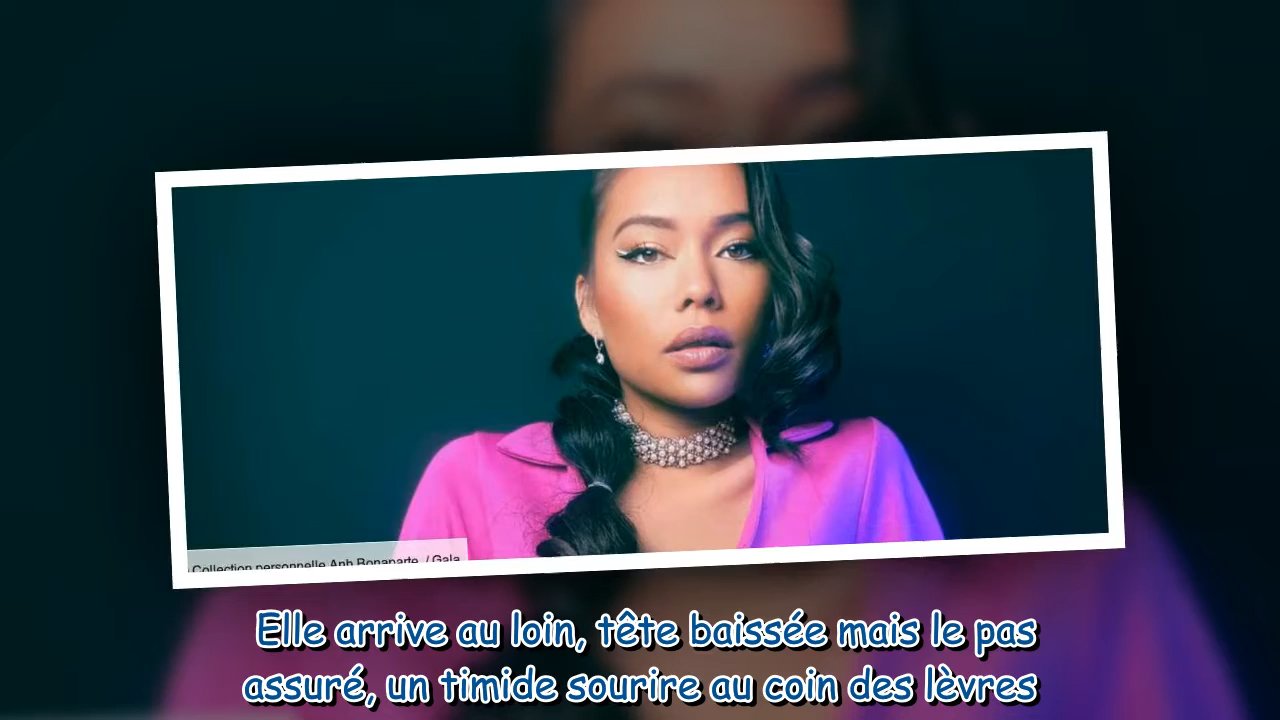 Collection personnelle Anh Bonaparte / Gala
Elle arrive au loin, tête baissée mais le pas
assuré, un timide sourire au coin des lèvres